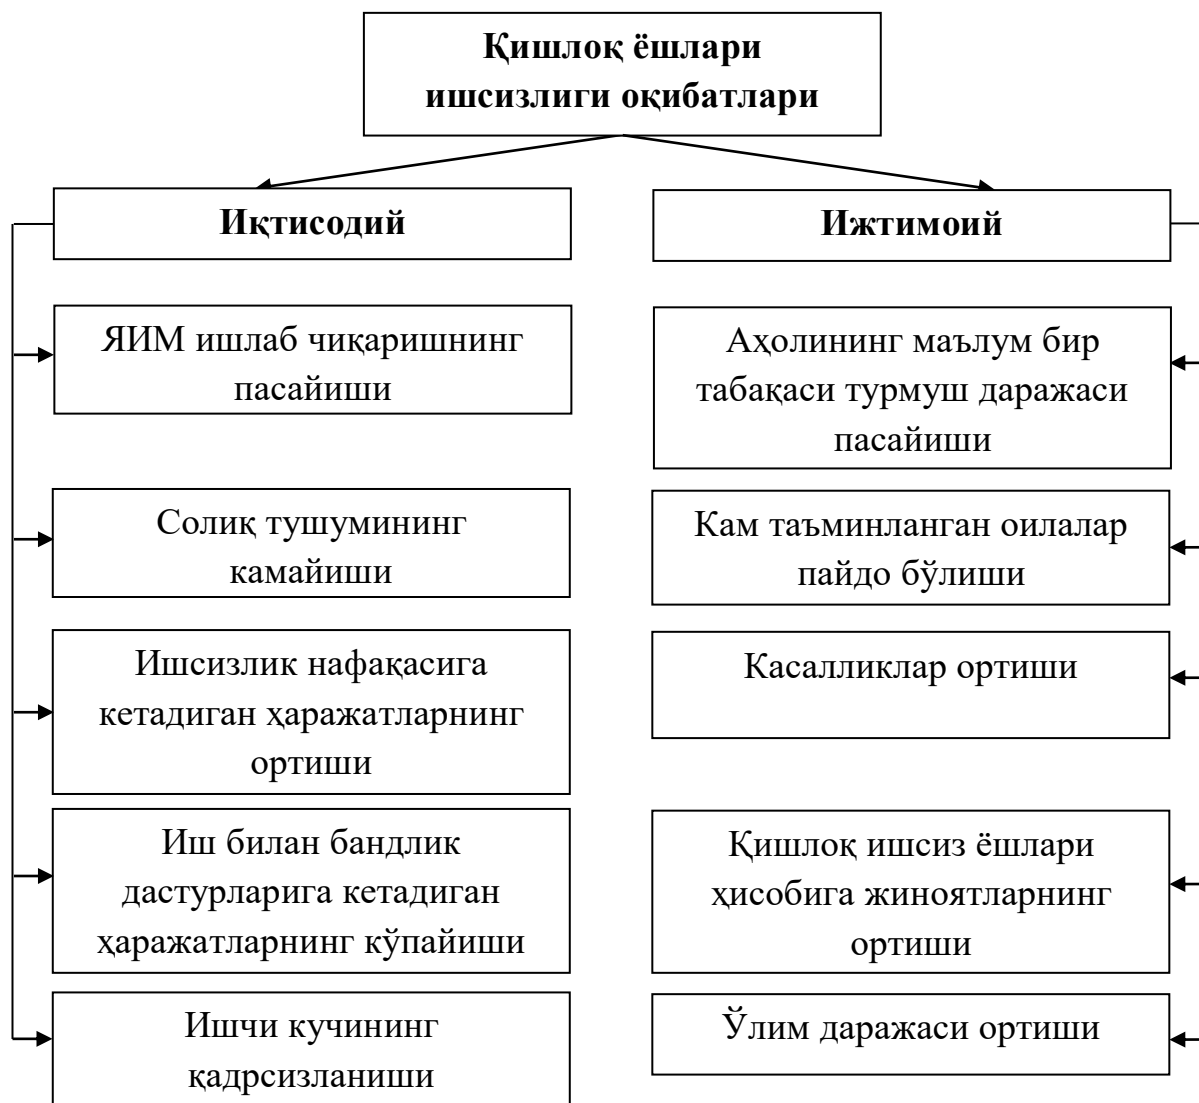 Қишлоқ ёшлари
ишсизлиги оқибатлари
Иқтисодий
ЯИМ ишлаб чиқаришнинг
пасайиши
Солиқ тушумининг
камайиши
Ишсизлик нафақасига
кетадиган ҳаражатларнинг
ортиши
Иш билан бандлик
дастурларига кетадиган
ҳаражатларнинг кўпайиши
Ишчи кучининг
қадрсизланиши
Ижтимоий
Аҳолининг маълум бир
табақаси турмуш даражаси
пасайиши
Кам таъминланган оилалар
пайдо бўлиши
Касалликлар ортиши
Қишлоқ ишсиз ёшлари
ҳисобига жиноятларнинг
ортиши
Ўлим даражаси ортиши